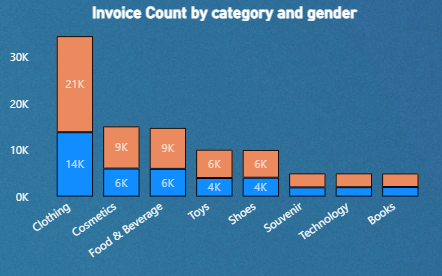 Invoice Count by category and gender
30K
20K
10K
0K
21K
14K
9K
6K
9K
6K
6K
4K
6K
4K
Clothing
Cosmetics
Food & Beverage
Toys
Shoes
Souvenir
Technology
Books